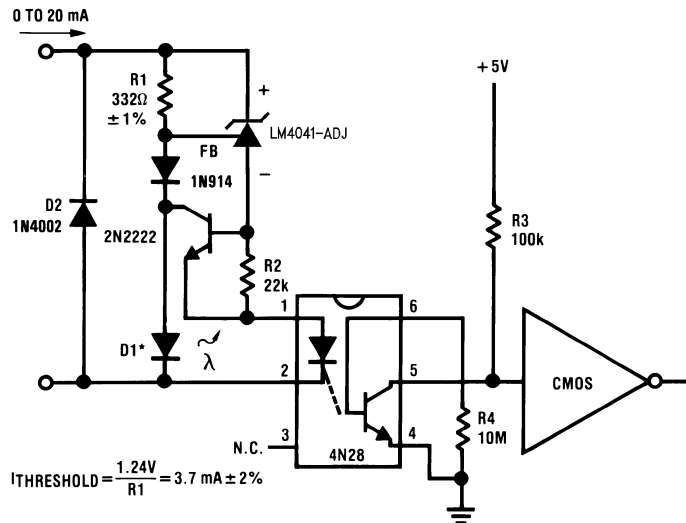 0 TO 20 mA
R1
332Ω
±1%
+
LM4041-ADJ
FB
−
1N914
+5V
D2
1N4002
2N2222
R2
22k
R3
100k
D1*
λ
1
2
3
N.C.
6
5
4
4N28
CMOS
R4
10M
ITHRESHOLD = 1.24V / R1 = 3.7 mA ± 2%